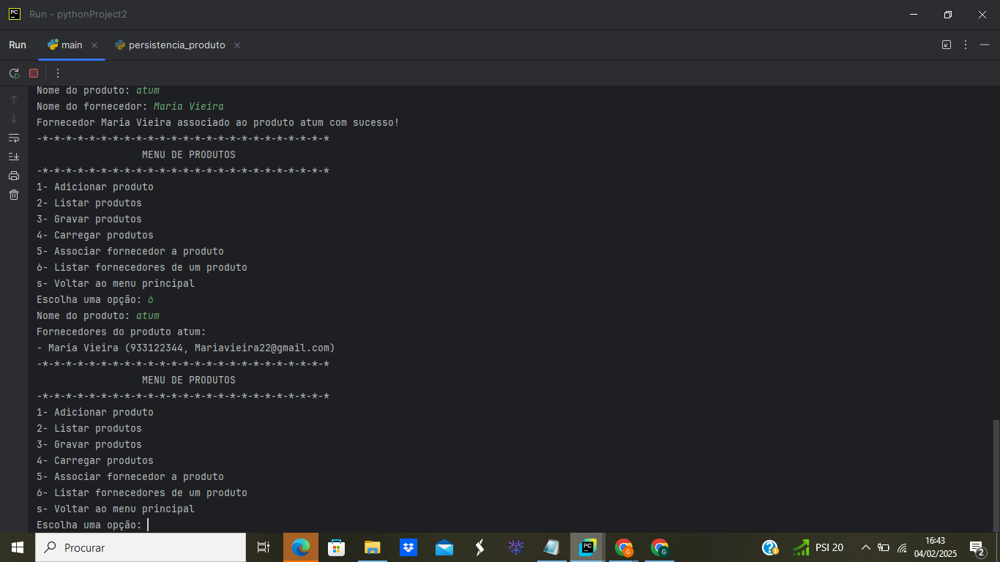 PC Run - pythonProject2
Run main persistencia_produto
Nome do produto: atum
Nome do fornecedor: Maria Vieira
Fornecedor Maria Vieira associado ao produto atum com sucesso!
-*-*-*-*-*-*-*-*-*-*-*-*-*-*-*-*-*-*-*-*-*-*-*-*-*
MENU DE PRODUTOS
-*-*-*-*-*-*-*-*-*-*-*-*-*-*-*-*-*-*-*-*-*-*-*-*-*
1- Adicionar produto
2- Listar produtos
3- Gravar produtos
4- Carregar produtos
5- Associar fornecedor a produto
6- Listar fornecedores de um produto
s- Voltar ao menu principal
Escolha uma opção: 6
Nome do produto: atum
Fornecedores do produto atum:
- Maria Vieira (933122344, Mariavieira22@gmail.com)
-*-*-*-*-*-*-*-*-*-*-*-*-*-*-*-*-*-*-*-*-*-*-*-*-*
MENU DE PRODUTOS
-*-*-*-*-*-*-*-*-*-*-*-*-*-*-*-*-*-*-*-*-*-*-*-*-*
1- Adicionar produto
2- Listar produtos
3- Gravar produtos
4- Carregar produtos
5- Associar fornecedor a produto
6- Listar fornecedores de um produto
s- Voltar ao menu principal
Escolha uma opção:
Procurar PC G G PSI 20 16:43
04/02/2025 2